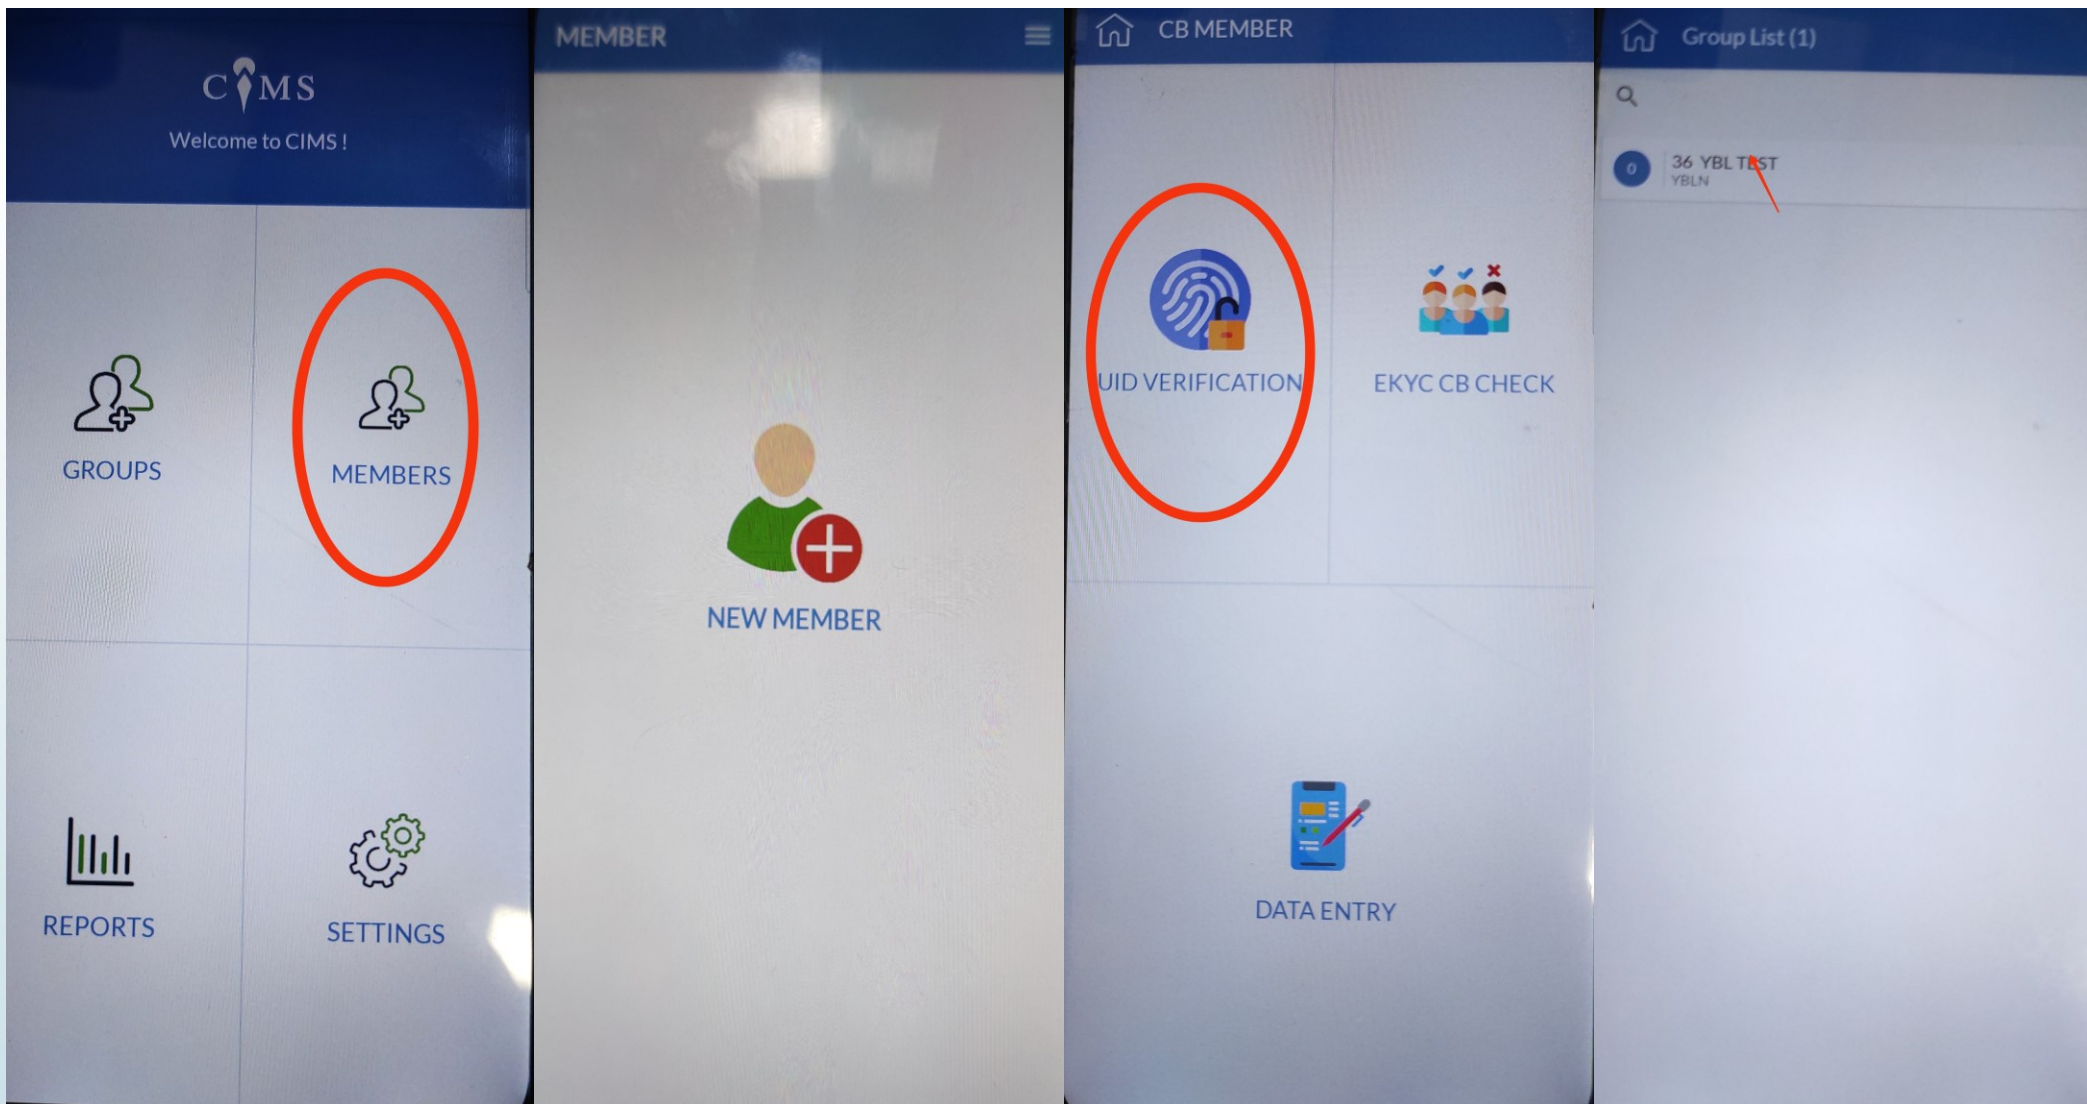 CIMS
Welcome to CIMS !
GROUPS
MEMBERS
REPORTS
SETTINGS
MEMBER
NEW MEMBER
CB MEMBER
UID VERIFICATION
EKYC CB CHECK
DATA ENTRY
Group List (1)
0
36 YBL TEST
YBLN